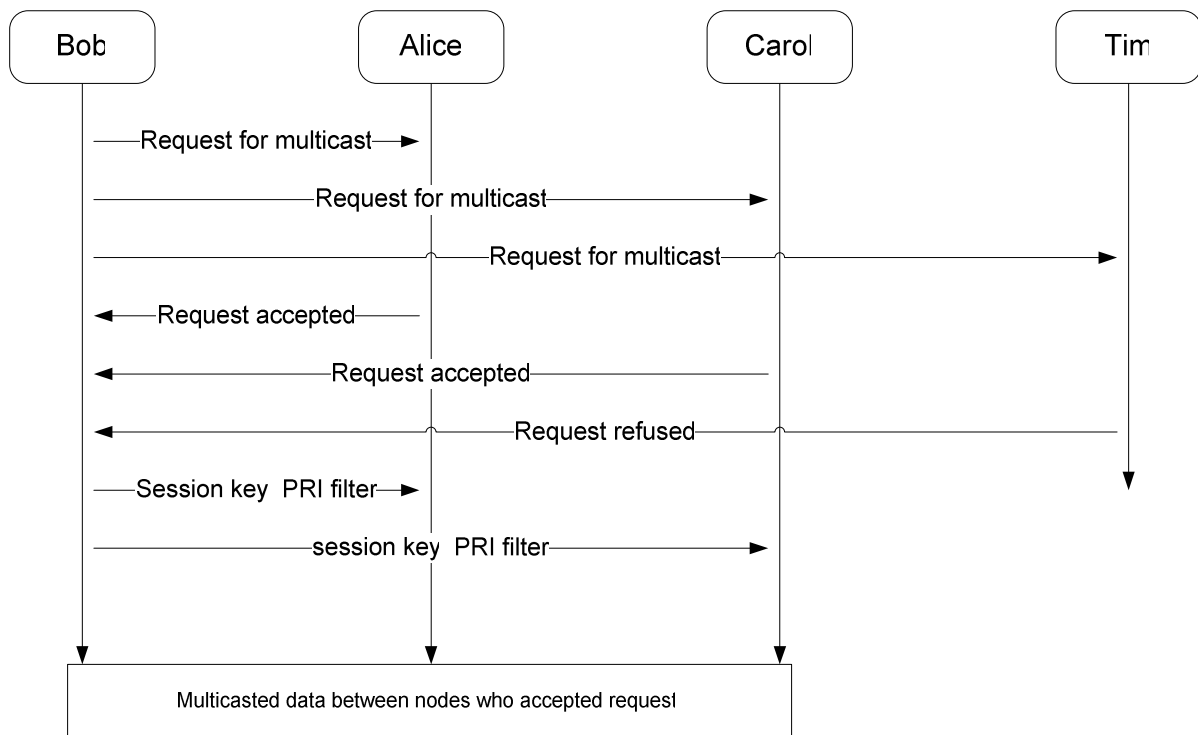 Bob
Alice
Carol
Tim
Request for multicast
Request for multicast
Request for multicast
Request accepted
Request accepted
Request refused
Session key  PRI filter
session key  PRI filter
Multicasted data between nodes who accepted request